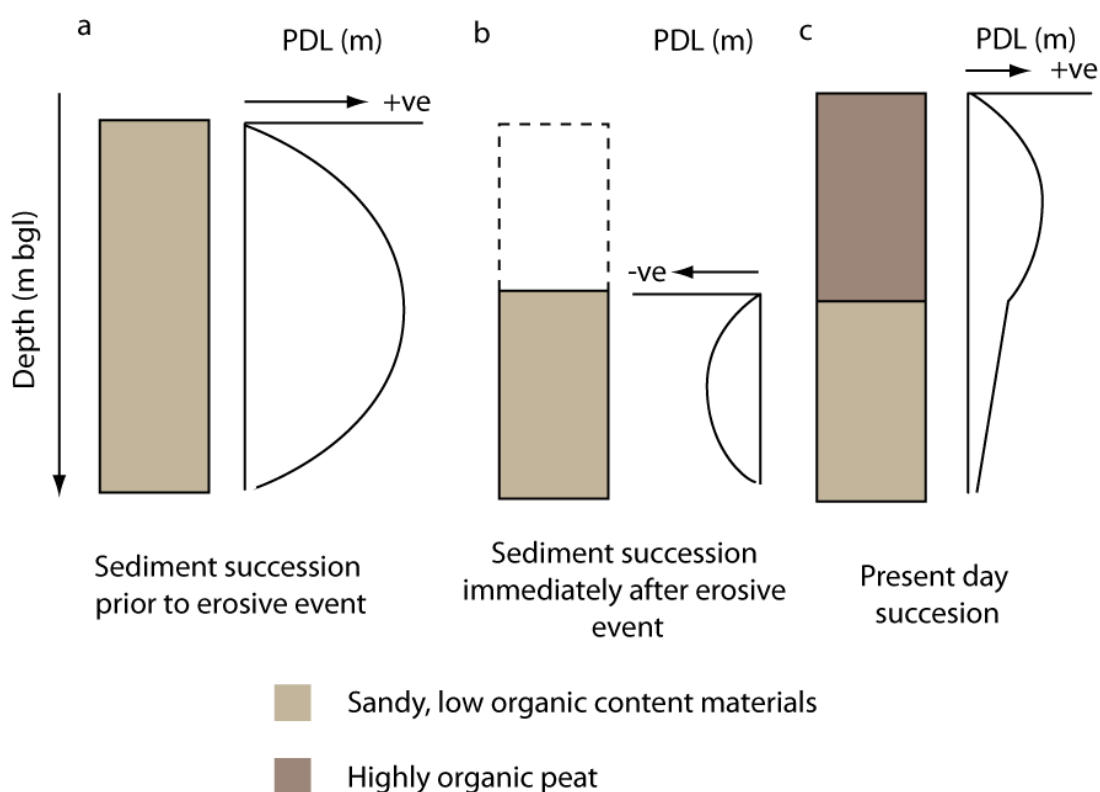 a
PDL (m)
+ve
b
PDL (m)
-ve
c
PDL (m)
+ve
Depth (m bgl)
Sediment succession
prior to erosive event
Sediment succession
immediately after erosive
event
Present day
succesion
Sandy, low organic content materials
Highly organic peat